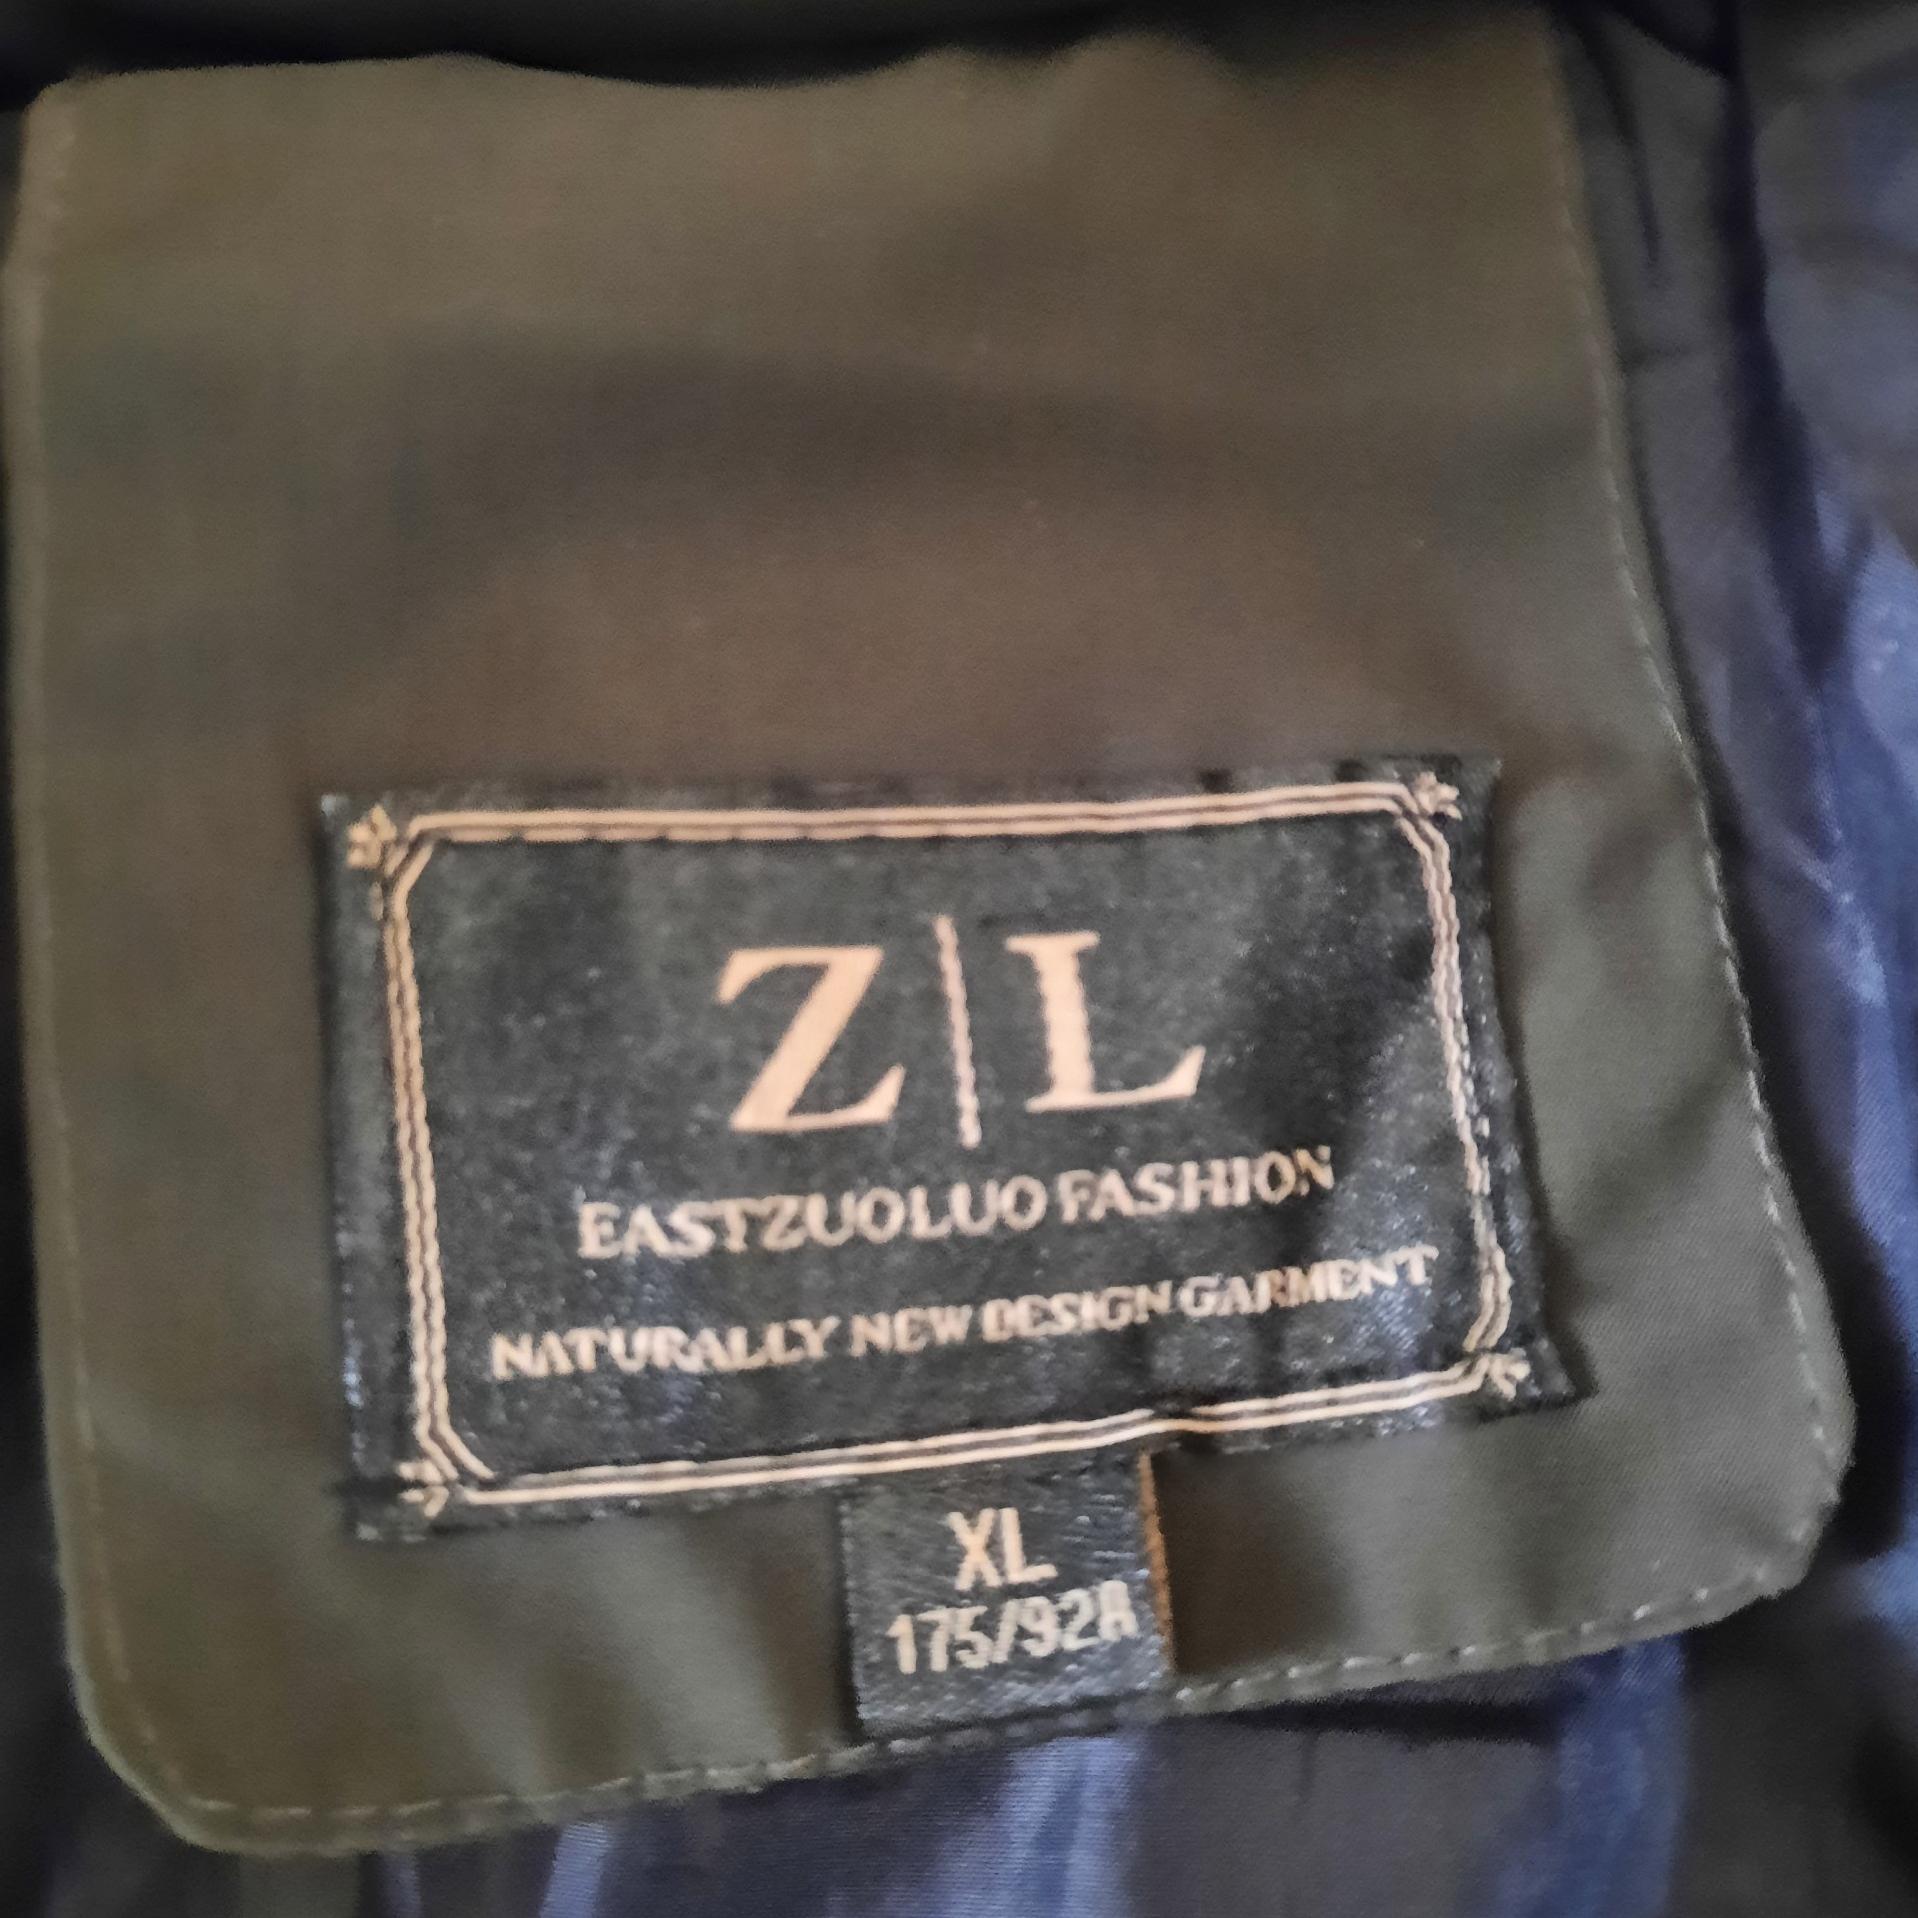 Z|L
EASTZUOLUO FASHION
NATURALLY NEW DESIGN GARMENT
XL
175/92A